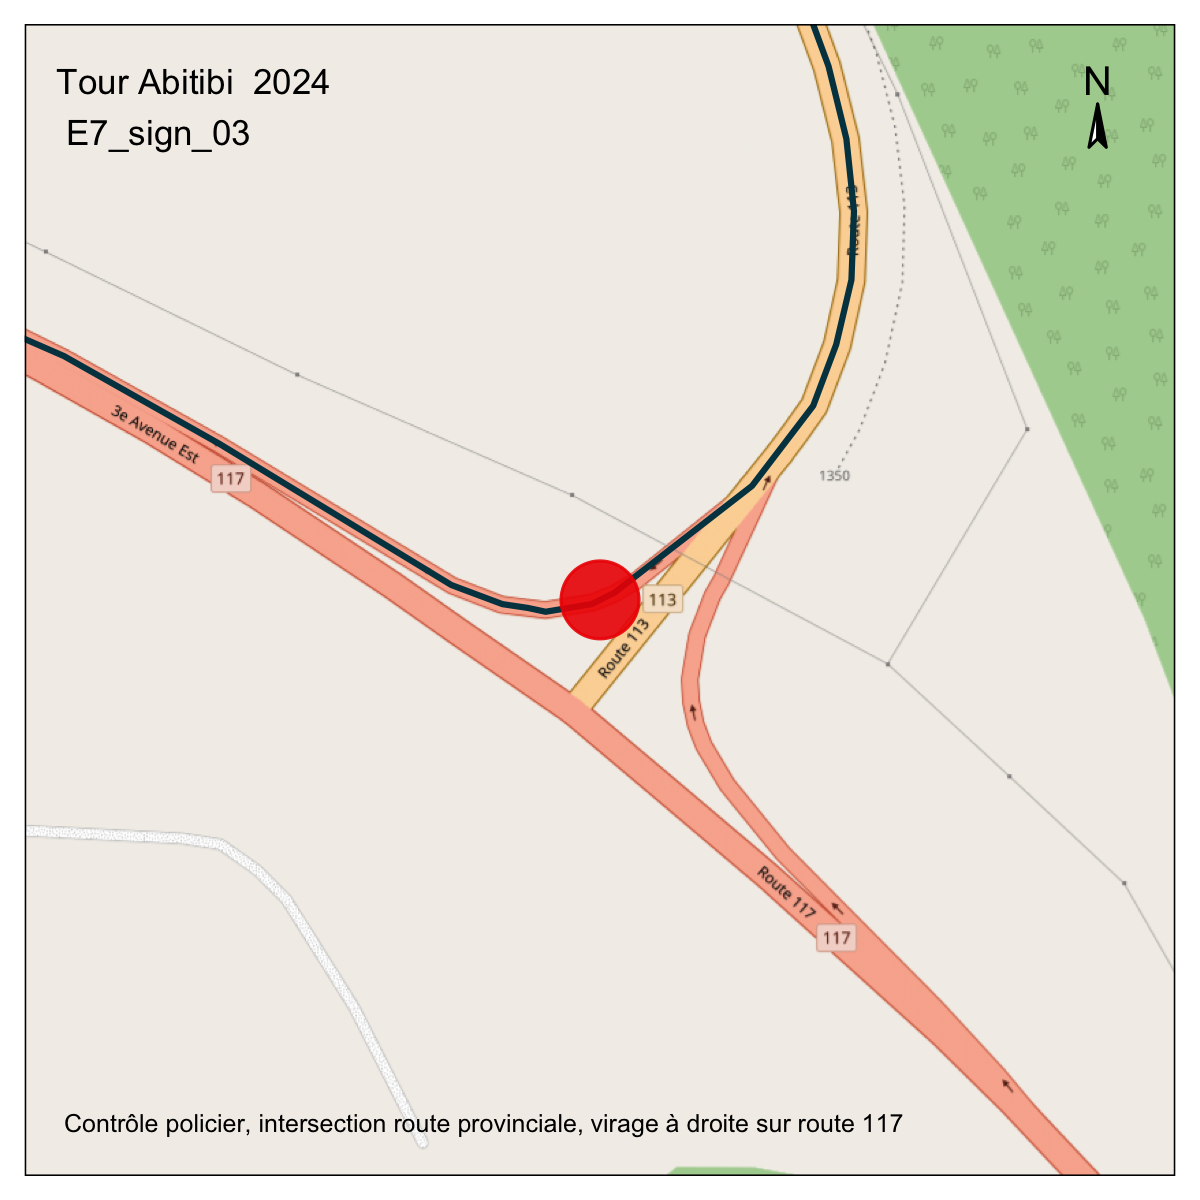 Tour Abitibi 2024
E7_sign_03
N
Route 113
3e Avenue Est
117
1350
113
Route 113
Route 117
117
Contrôle policier, intersection route provinciale, virage à droite sur route 117